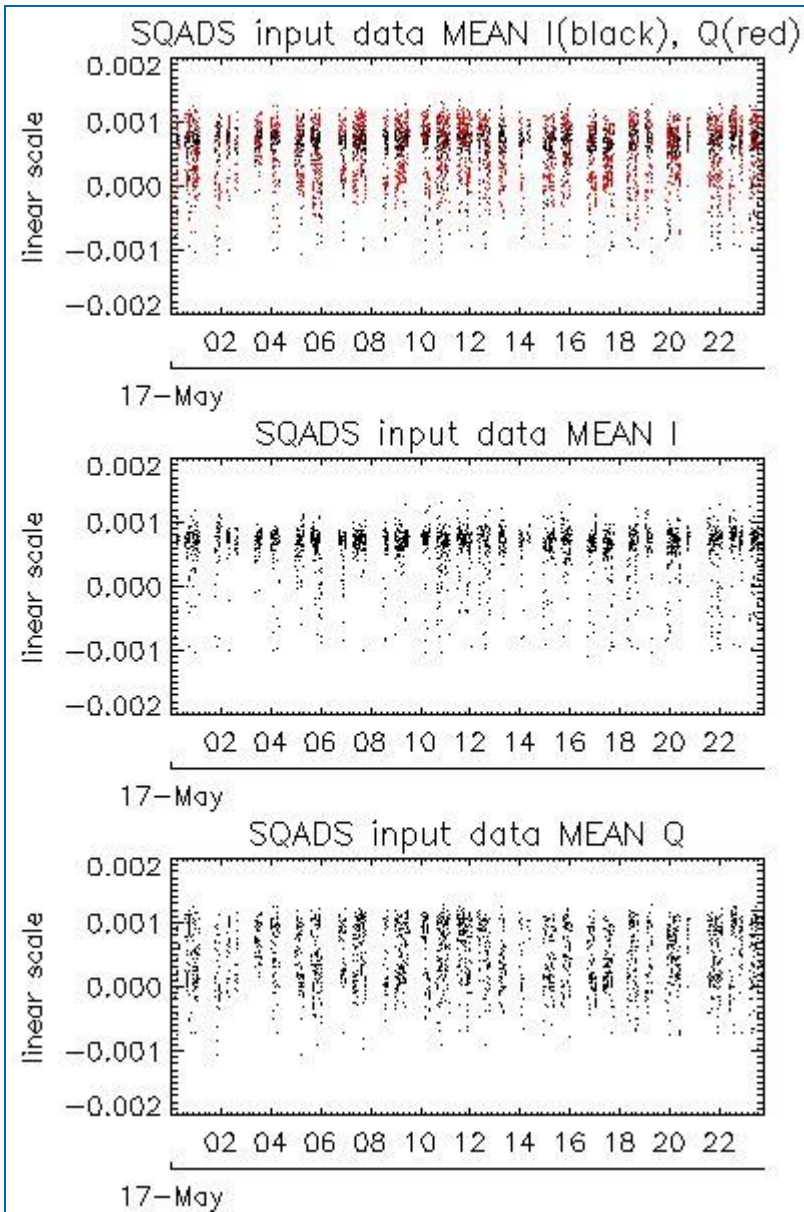 SQADS input data MEAN I(black), Q(red)
linear scale
0.002
0.001
0.000
-0.001
-0.002
02 04 06 08 10 12 14 16 18 20 22
17-May
SQADS input data MEAN I
linear scale
0.002
0.001
0.000
-0.001
-0.002
02 04 06 08 10 12 14 16 18 20 22
17-May
SQADS input data MEAN Q
linear scale
0.002
0.001
0.000
-0.001
-0.002
02 04 06 08 10 12 14 16 18 20 22
17-May